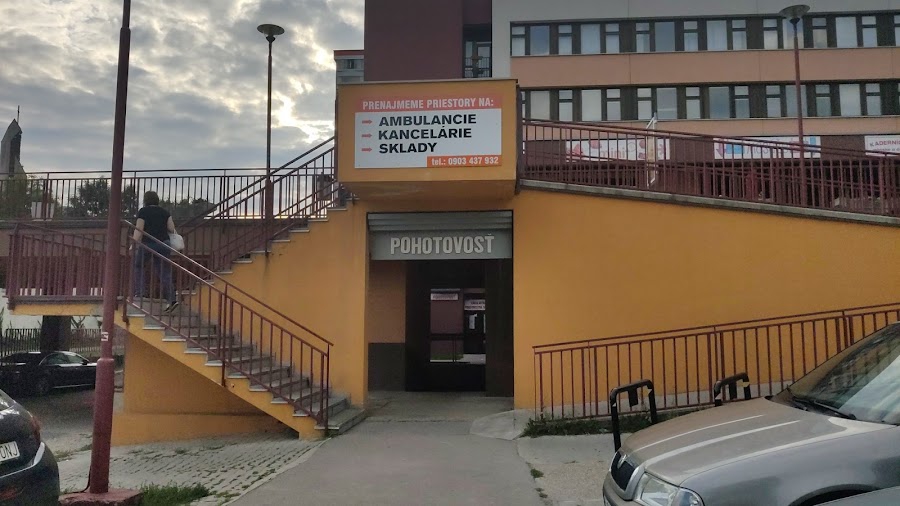 PRENAJMEME PRIESTORY NA:
- AMBULANCIE
- KANCELÁRIE
- SKLADY
tel.: 0903 437 932
POHOTOVOSŤ